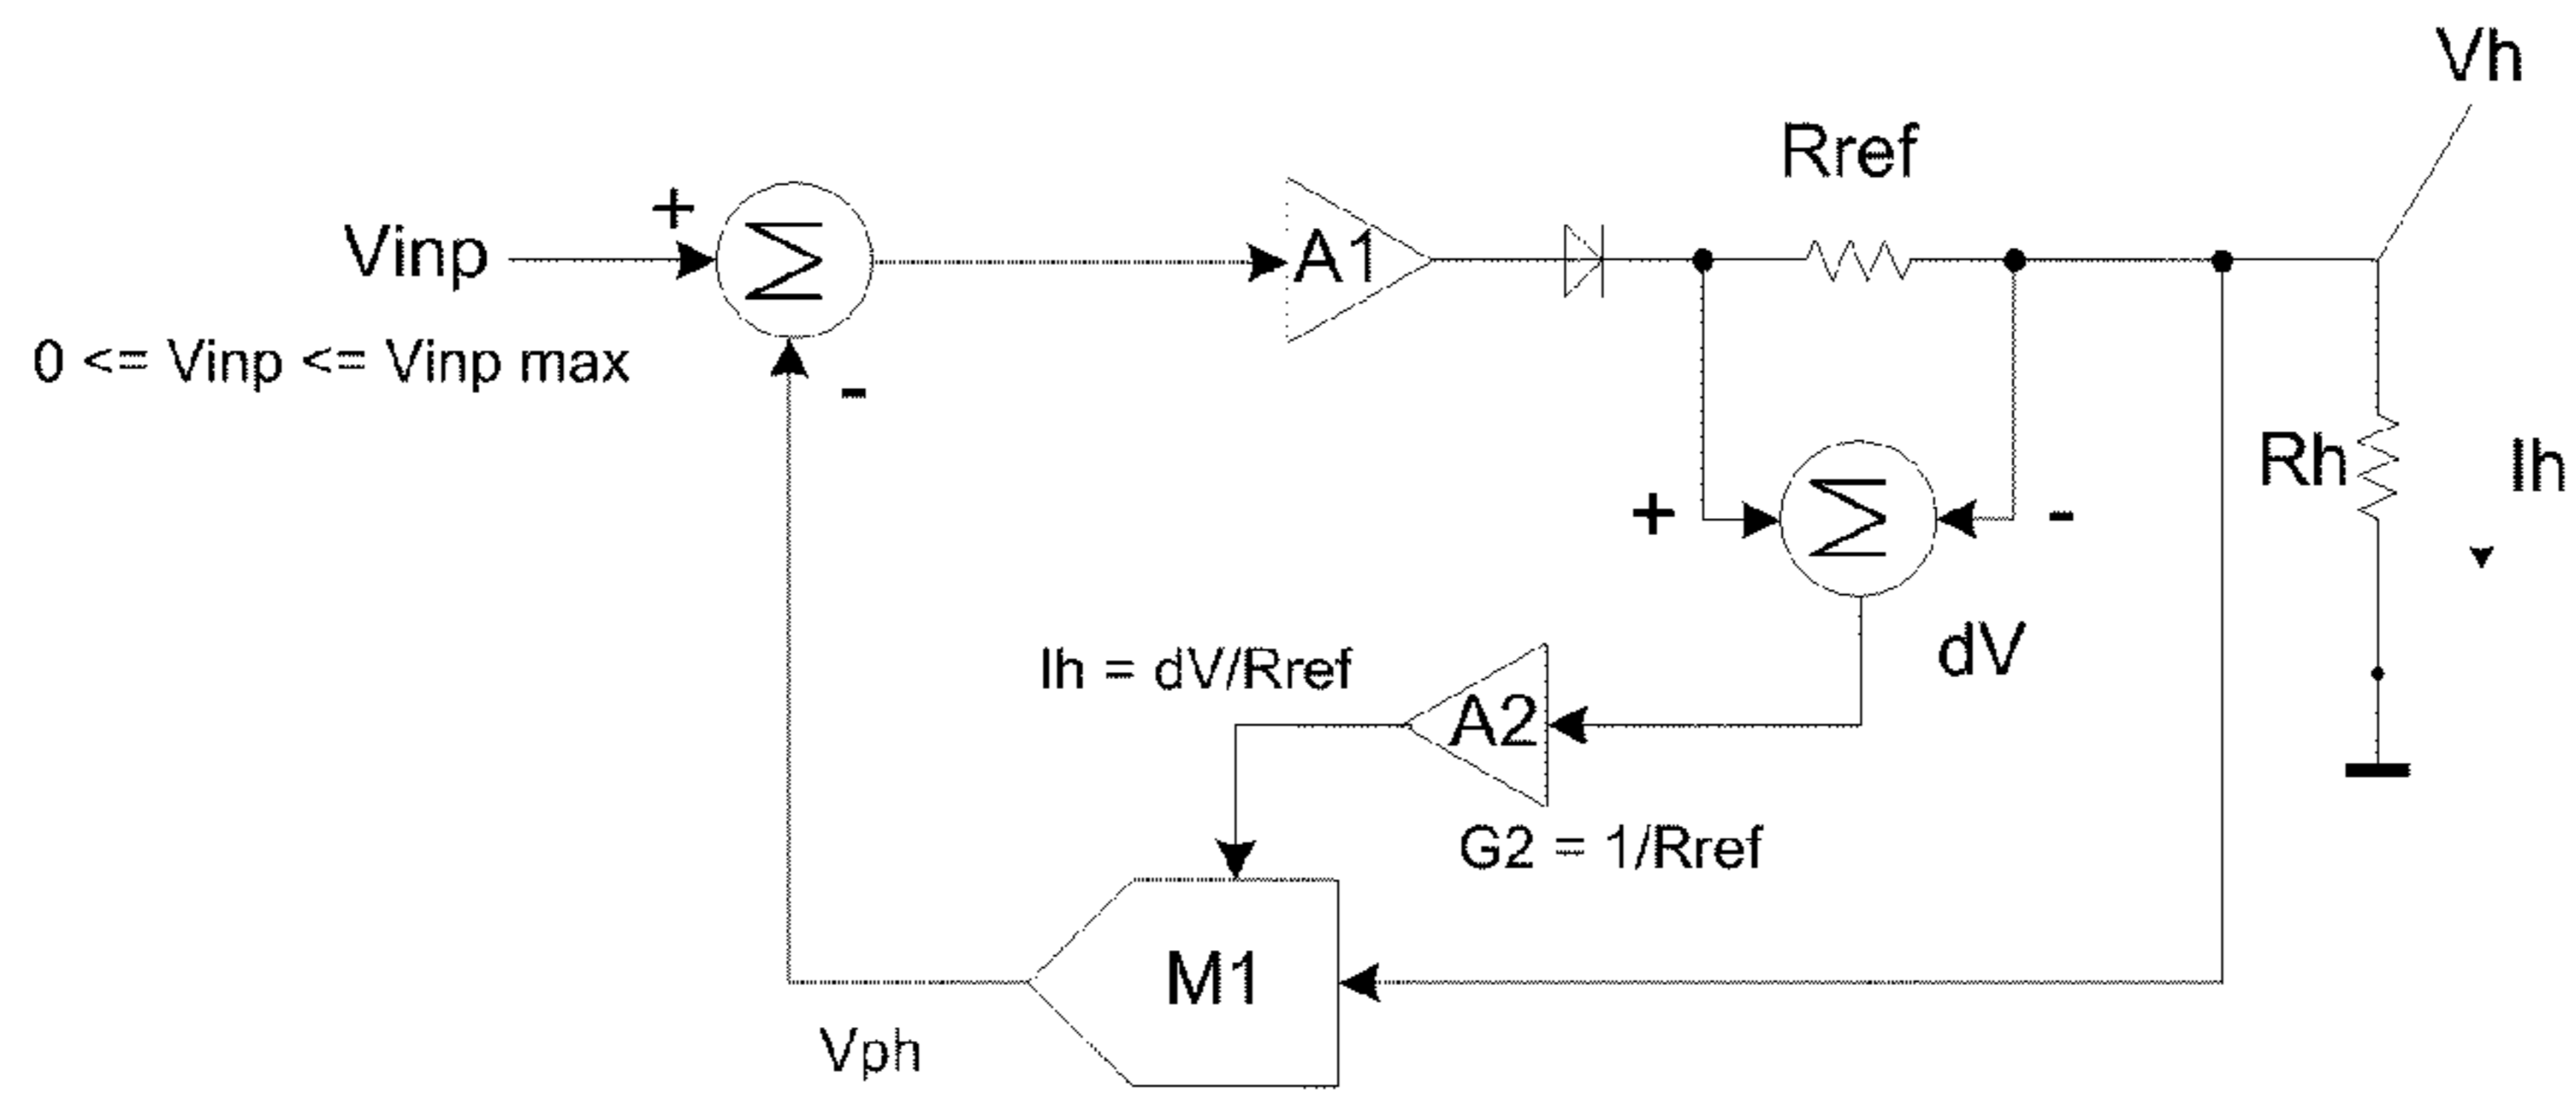 Vh
Rref
+
Vinp
Σ
A1
0 <= Vinp <= Vinp max
-
Rh
Ih
+
Σ
-
dV
Ih = dV/Rref
A2
G2 = 1/Rref
M1
Vph